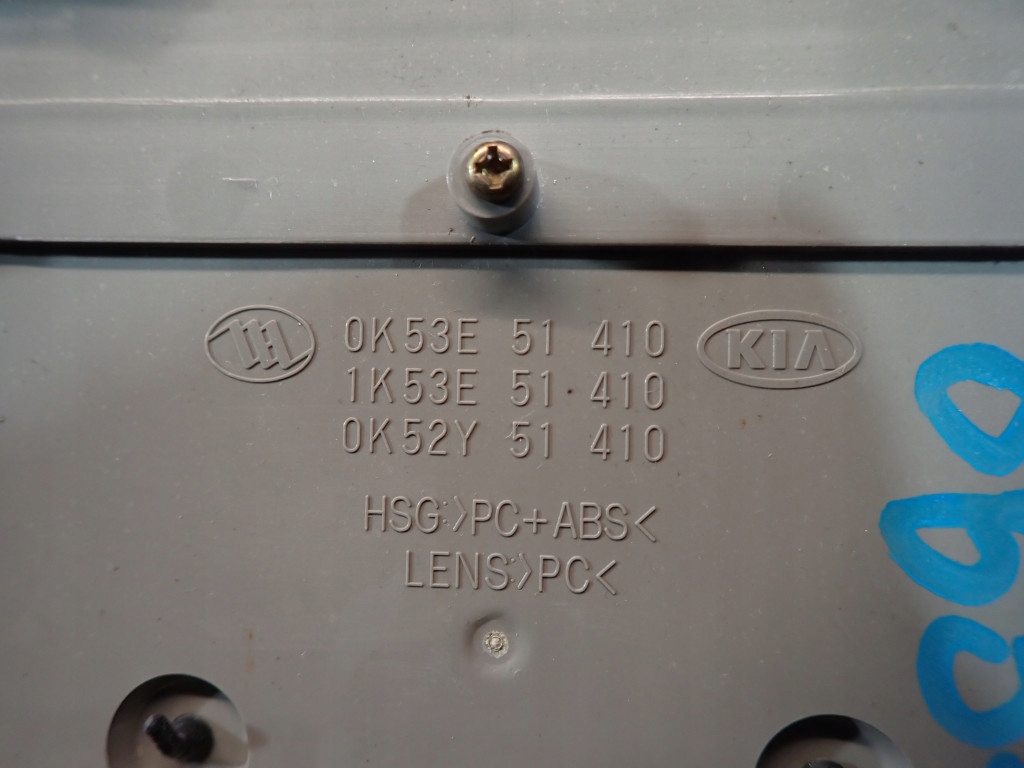 0K53E 51 410 KIA
1K53E 51 410
0K52Y 51 410
HSG:>PC+ABS<
LENS:>PC<